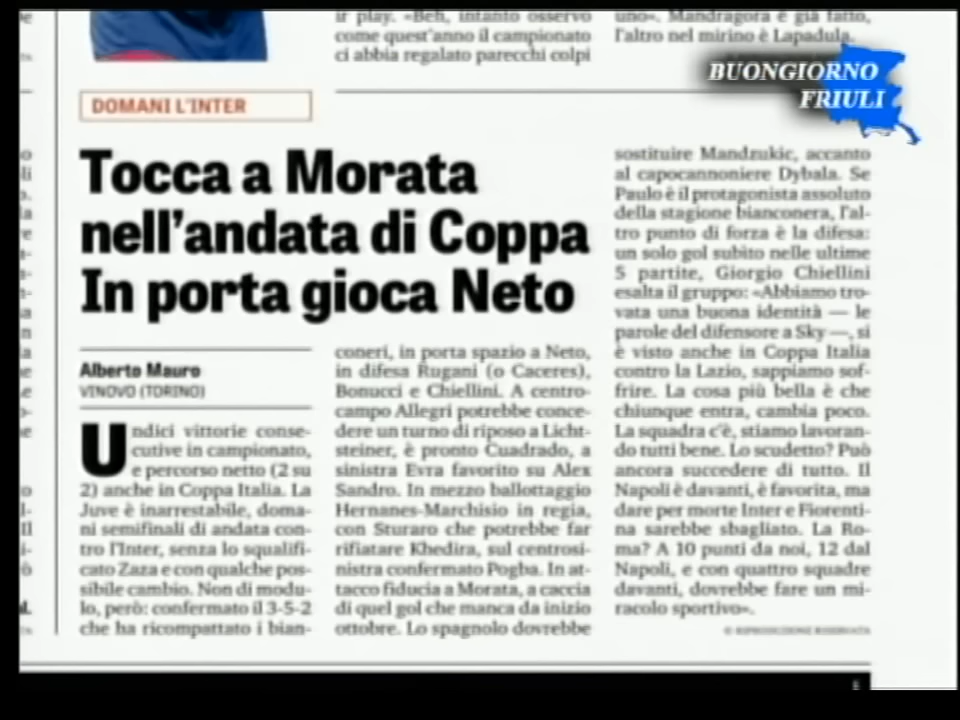 ir play. «Beh, intanto osservo
come quest'anno il campionato
ci abbia regalato parecchi colpi
uno». Mandragora è già fatto,
l'altro nel mirino è Lapadula.
BUONGIORNO
FRIULI
DOMANI L'INTER
Tocca a Morata
nell'andata di Coppa
In porta gioca Neto
Alberto Mauro
VINOVO (TORINO)
Undici vittorie conse-
cutive in campionato,
e percorso netto (2 su
2) anche in Coppa Italia. La
Juve è inarrestabile, doma-
ni semifinali di andata con-
tro l'Inter, senza lo squalifi-
cato Zaza e con qualche pos-
sibile cambio. Non di modu-
lo, però: confermato il 3-5-2
che ha ricompattato i bian-
coneri, in porta spazio a Neto,
in difesa Rugani (o Caceres),
Bonucci e Chiellini. A centro-
campo Allegri potrebbe conce-
dere un turno di riposo a Licht-
steiner, è pronto Cuadrado, a
sinistra Evra favorito su Alex
Sandro. In mezzo ballottaggio
Hernanes-Marchisio in regia,
con Sturaro che potrebbe far
rifiatare Khedira, sul centrosi-
nistra confermato Pogba. In at-
tacco fiducia a Morata, a caccia
di quel gol che manca da inizio
ottobre. Lo spagnolo dovrebbe
sostituire Mandzukic, accanto
al capocannoniere Dybala. Se
Paulo è il protagonista assoluto
della stagione bianconera, l'al-
tro punto di forza è la difesa:
un solo gol subito nelle ultime
5 partite, Giorgio Chiellini
esalta il gruppo: «Abbiamo tro-
vata una buona identità — le
parole del difensore a Sky —, si
è visto anche in Coppa Italia
contro la Lazio, sappiamo sof-
frire. La cosa più bella è che
chiunque entra, cambia poco.
La squadra c'è, stiamo lavoran-
do tutti bene. Lo scudetto? Può
ancora succedere di tutto. Il
Napoli è davanti, è favorita, ma
dare per morte Inter e Fiorenti-
na sarebbe sbagliato. La Ro-
ma? A 10 punti da noi, 12 dal
Napoli, e con quattro squadre
davanti, dovrebbe fare un mi-
racolo sportivo».
© RIPRODUZIONE RISERVATA